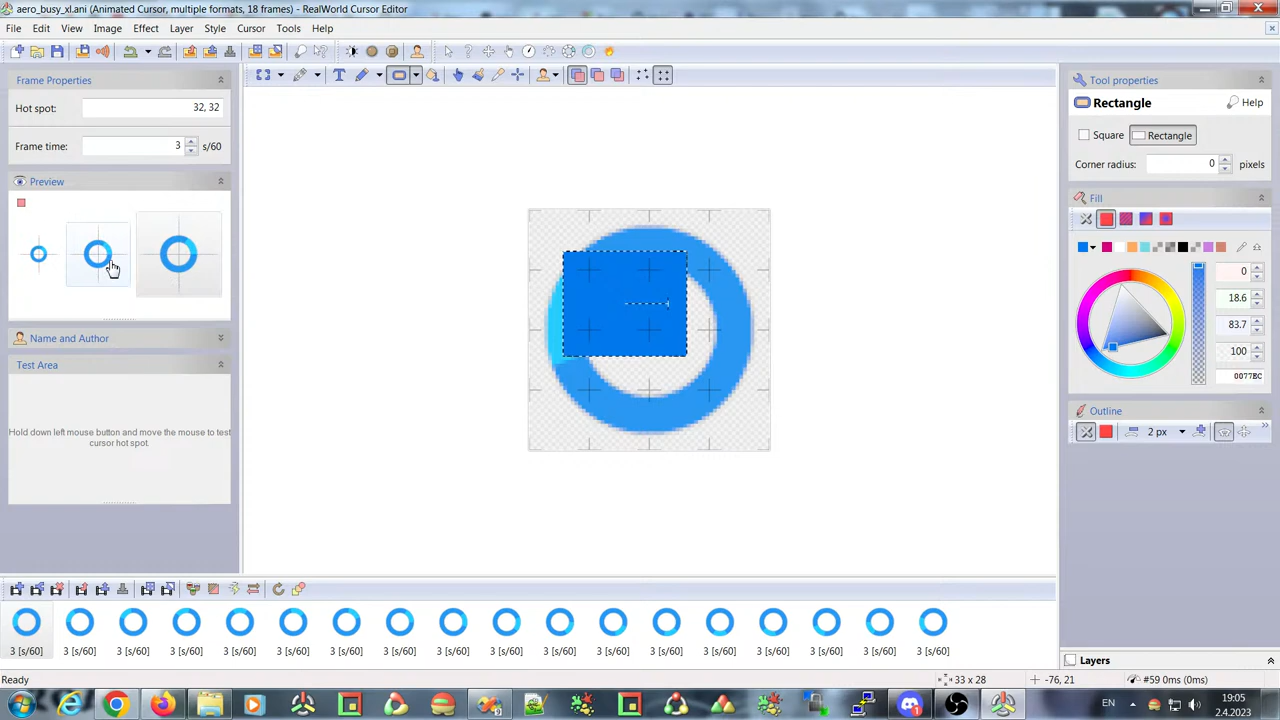 aero_busy_xl.ani (Animated Cursor, multiple formats, 18 frames) - RealWorld Cursor Editor
File Edit View Image Effect Layer Style Cursor Tools Help
Frame Properties
Hot spot: 32, 32
Frame time: 3 s/60
Preview
Name and Author
Test Area
Hold down left mouse button and move the mouse to test
cursor hot spot.
Tool properties
Rectangle Help
Square Rectangle
Corner radius: 0 pixels
Fill
0
18.6
83.7
100
0077EC
Outline
2 px
3 [s/60] 3 [s/60] 3 [s/60] 3 [s/60] 3 [s/60] 3 [s/60] 3 [s/60] 3 [s/60] 3 [s/60] 3 [s/60] 3 [s/60] 3 [s/60] 3 [s/60] 3 [s/60] 3 [s/60] 3 [s/60] 3 [s/60] 3 [s/60]
Layers
Ready 33 x 28 -76, 21 #59 0ms (0ms)
EN 19:05
2.4.2023